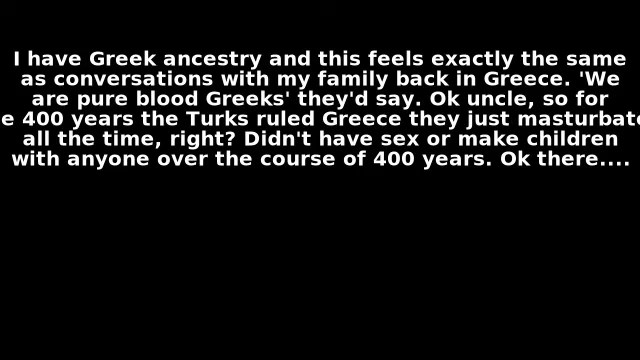 I have Greek ancestry and this feels exactly the same
as conversations with my family back in Greece. 'We
are pure blood Greeks' they'd say. Ok uncle, so for
e 400 years the Turks ruled Greece they just masturbate
all the time, right? Didn't have sex or make children
with anyone over the course of 400 years. Ok there....